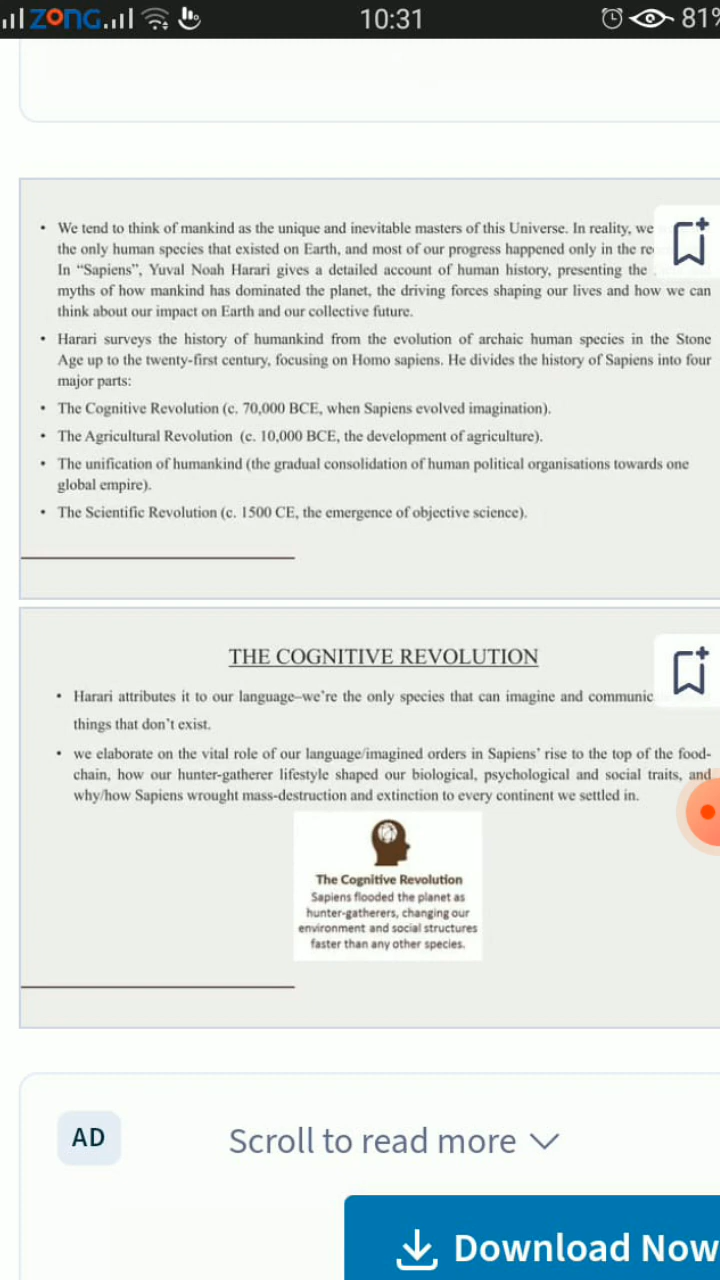 ZONG
10:31
81%
• We tend to think of mankind as the unique and inevitable masters of this Universe. In reality, we
the only human species that existed on Earth, and most of our progress happened only in the
In “Sapiens”, Yuval Noah Harari gives a detailed account of human history, presenting the
myths of how mankind has dominated the planet, the driving forces shaping our lives and how we can
think about our impact on Earth and our collective future.
• Harari surveys the history of humankind from the evolution of archaic human species in the Stone
Age up to the twenty-first century, focusing on Homo sapiens. He divides the history of Sapiens into four
major parts:
• The Cognitive Revolution (c. 70,000 BCE, when Sapiens evolved imagination).
• The Agricultural Revolution (c. 10,000 BCE, the development of agriculture).
• The unification of humankind (the gradual consolidation of human political organisations towards one
global empire).
• The Scientific Revolution (c. 1500 CE, the emergence of objective science).
THE COGNITIVE REVOLUTION
• Harari attributes it to our language–we’re the only species that can imagine and
things that don’t exist.
• we elaborate on the vital role of our language/imagined orders in Sapiens’ rise to the top of the food-
chain, how our hunter-gatherer lifestyle shaped our biological, psychological and social traits, and
why/how Sapiens wrought mass-destruction and extinction to every continent we settled in.
The Cognitive Revolution
Sapiens flooded the planet as
hunter-gatherers, changing our
environment and social structures
faster than any other species.
AD
Scroll to read more
Download Now